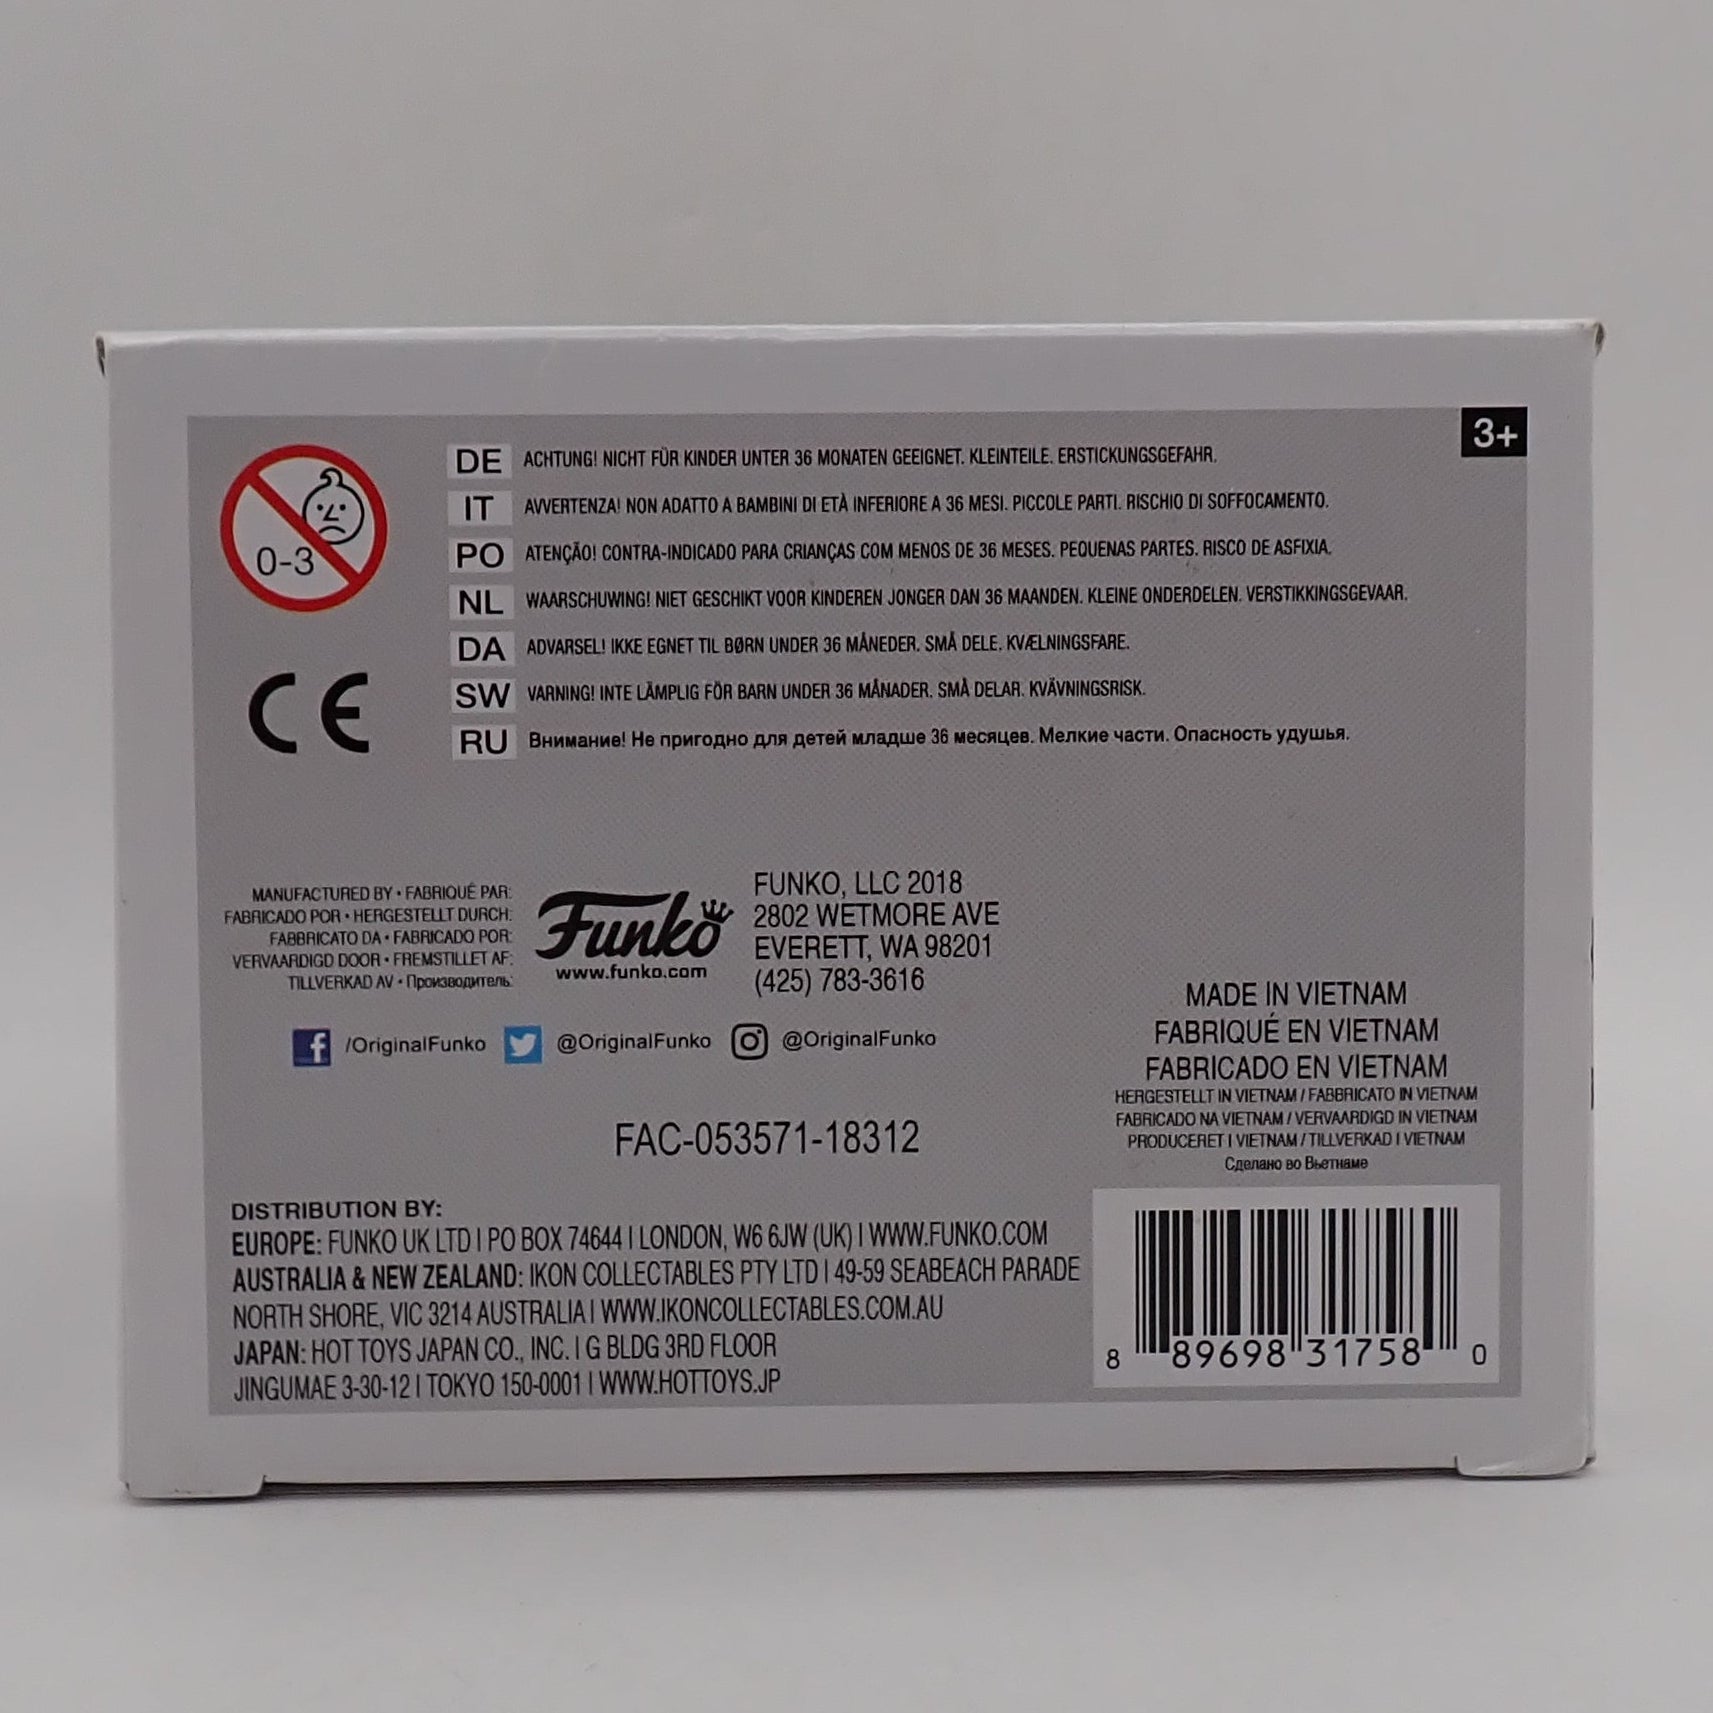 3+
0-3
DE ACHTUNG! NICHT FÜR KINDER UNTER 36 MONATEN GEEIGNET. KLEINTEILE. ERSTICKUNGSGEFAHR.
IT AVVERTENZA! NON ADATTO A BAMBINI DI ETÀ INFERIORE A 36 MESI. PICCOLE PARTI. RISCHIO DI SOFFOCAMENTO.
PO ATENÇÃO! CONTRA-INDICADO PARA CRIANÇAS COM MENOS DE 36 MESES. PEQUENAS PARTES. RISCO DE ASFIXIA.
NL WAARSCHUWING! NIET GESCHIKT VOOR KINDEREN JONGER DAN 36 MAANDEN. KLEINE ONDERDELEN. VERSTIKKINGSGEVAAR.
DA ADVARSEL! IKKE EGNET TIL BØRN UNDER 36 MÅNEDER. SMÅ DELE. KVÆLNINGSFARE.
SW VARNING! INTE LÄMPLIG FÖR BARN UNDER 36 MÅNADER. SMÅ DELAR. KVÄVNINGSRISK.
RU Внимание! Не пригодно для детей младше 36 месяцев. Мелкие части. Опасность удушья.
CE
MANUFACTURED BY • FABRIQUÉ PAR:
FABRICADO POR • HERGESTELLT DURCH:
FABBRICATO DA • FABRICADO POR:
VERVAARDIGD DOOR • FREMSTILLET AF:
TILLVERKAD AV • Производитель:
Funko
www.funko.com
FUNKO, LLC 2018
2802 WETMORE AVE
EVERETT, WA 98201
(425) 783-3616
/OriginalFunko @OriginalFunko @OriginalFunko
MADE IN VIETNAM
FABRIQUÉ EN VIETNAM
FABRICADO EN VIETNAM
HERGESTELLT IN VIETNAM / FABBRICATO IN VIETNAM
FABRICADO NA VIETNAM / VERVAARDIGD IN VIETNAM
PRODUCERET I VIETNAM / TILLVERKAD I VIETNAM
Сделано во Вьетнаме
FAC-053571-18312
DISTRIBUTION BY:
EUROPE: FUNKO UK LTD I PO BOX 74644 I LONDON, W6 6JW (UK) I WWW.FUNKO.COM
AUSTRALIA & NEW ZEALAND: IKON COLLECTABLES PTY LTD I 49-59 SEABEACH PARADE
NORTH SHORE, VIC 3214 AUSTRALIA I WWW.IKONCOLLECTABLES.COM.AU
JAPAN: HOT TOYS JAPAN CO., INC. I G BLDG 3RD FLOOR
JINGUMAE 3-30-12 I TOKYO 150-0001 I WWW.HOTTOYS.JP
8 89698 31758 0